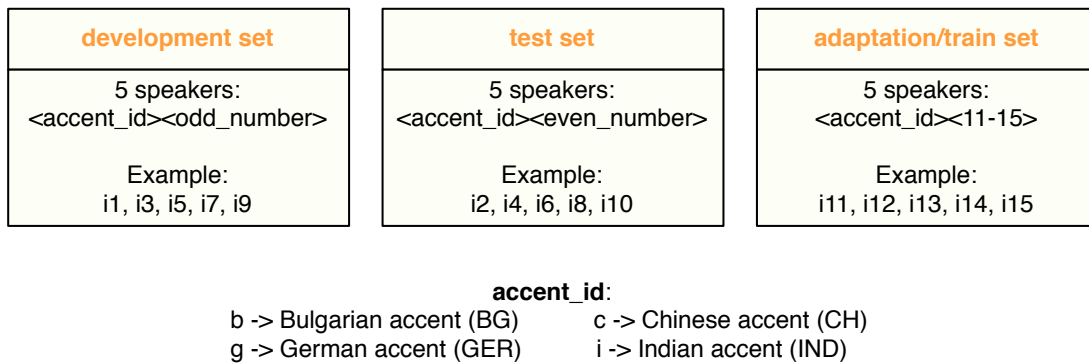 development set
5 speakers:
<accent_id><odd_number>
Example:
i1, i3, i5, i7, i9
test set
5 speakers:
<accent_id><even_number>
Example:
i2, i4, i6, i8, i10
adaptation/train set
5 speakers:
<accent_id><11-15>
Example:
i11, i12, i13, i14, i15
accent_id:
b -> Bulgarian accent (BG)
c -> Chinese accent (CH)
g -> German accent (GER)
i -> Indian accent (IND)